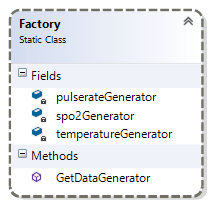 Factory
Static Class
Fields
pulserateGenerator
spo2Generator
temperatureGenerator
Methods
GetDataGenerator